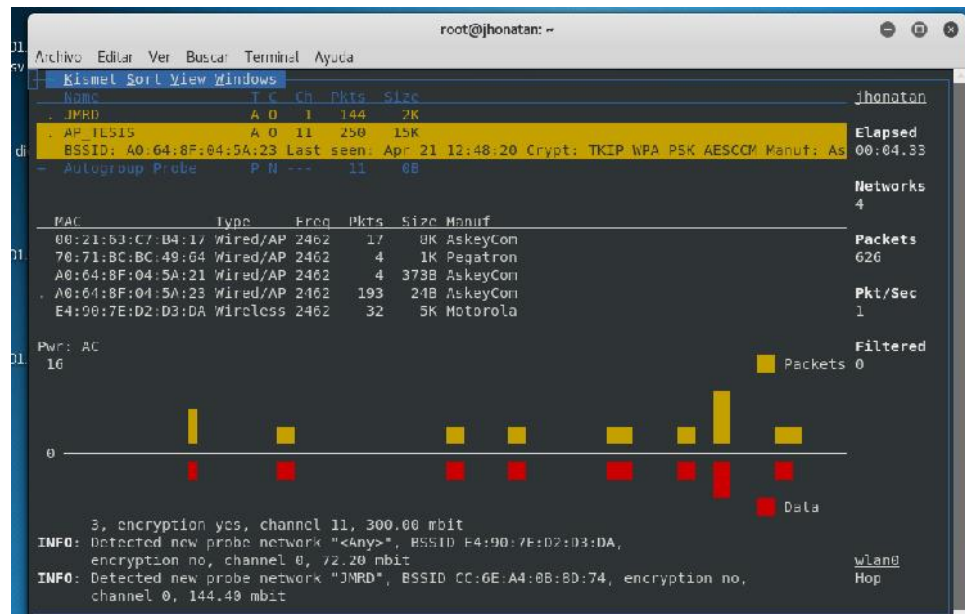 root@jhonatan: ~
Archivo Editar Ver Buscar Terminal Ayuda
Kismet Sort View Windows
Name T C Ch Pkts Size
. JMRD A O 1 144 2K
. AP_TESIS A O 11 250 15K
BSSID: A0:64:8F:04:5A:23 Last seen: Apr 21 12:48:20 Crypt: TKIP WPA PSK AESCCM Manuf: As
+ Autogroup Probe P N --- 11 0B
jhonatan
Elapsed
00:04.33
Networks
4
Packets
626
Pkt/Sec
1
Filtered
0
MAC Type Freq Pkts Size Manuf
00:21:63:C7:B4:17 Wired/AP 2462 17 8K AskeyCom
70:71:BC:BC:49:64 Wired/AP 2462 4 1K Pegatron
A0:64:8F:04:5A:21 Wired/AP 2462 4 373B AskeyCom
. A0:64:8F:04:5A:23 Wired/AP 2462 193 24B AskeyCom
E4:90:7E:D2:D3:DA Wireless 2462 32 5K Motorola
Pwr: AC
16
Packets
0
Data
3, encryption yes, channel 11, 300.00 mbit
INFO: Detected new probe network "<Any>", BSSID E4:90:7E:D2:D3:DA,
encryption no, channel 0, 72.20 mbit
INFO: Detected new probe network "JMRD", BSSID CC:6E:A4:0B:8D:74, encryption no,
channel 0, 144.40 mbit
wlan0
Hop